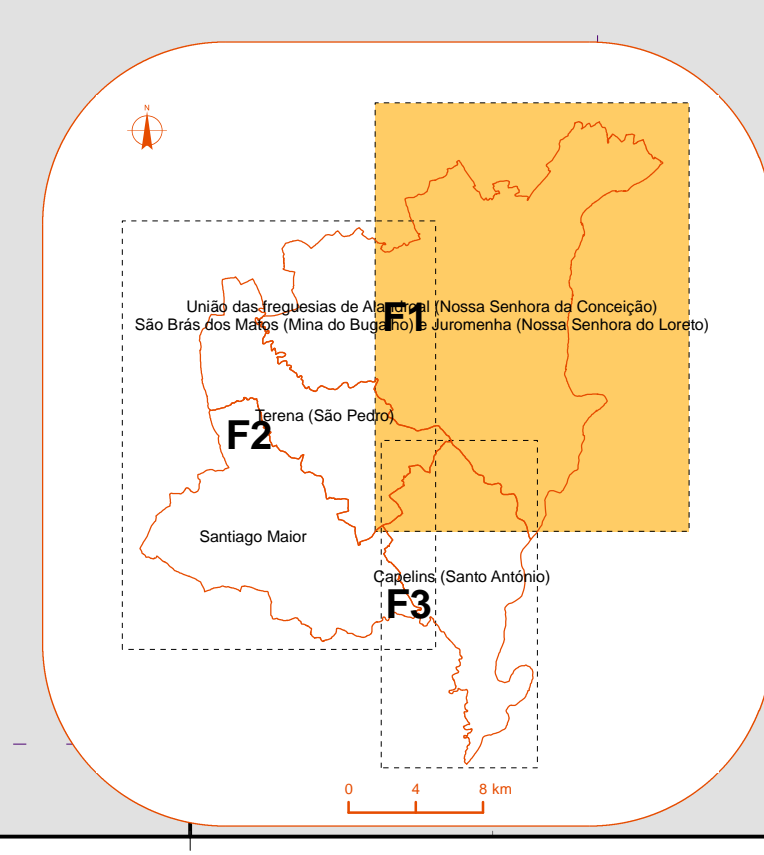 N
União das freguesias de Alandroal (Nossa Senhora da Conceição)
São Brás dos Matos (Mina do Bugalho) e Juromenha (Nossa Senhora do Loreto)
F1
Terena (São Pedro)
F2
Santiago Maior
Capelins (Santo António)
F3
0 4 8 km